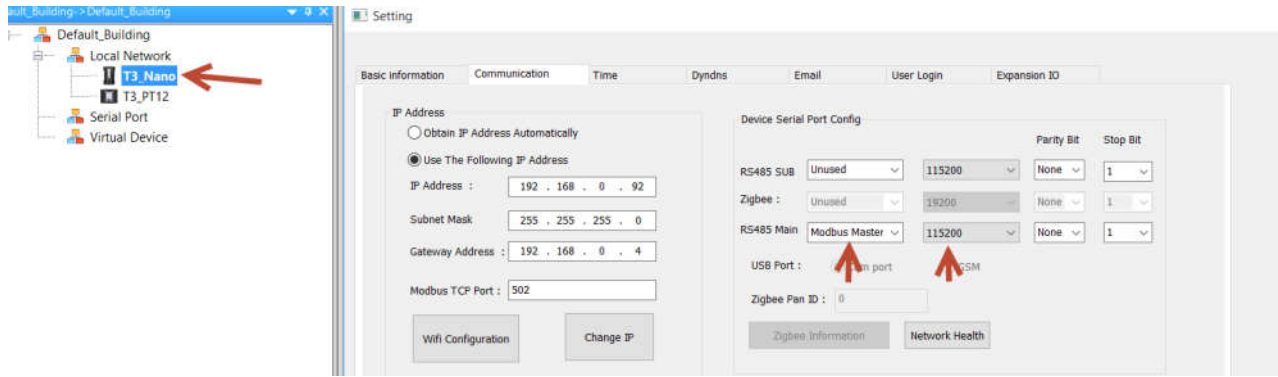 ault_Building->Default_Building
Default_Building
Local Network
T3_Nano
T3_PT12
Serial Port
Virtual Device
Setting
Basic information Communication Time Dyndns Email User Login Expansion IO
IP Address
Obtain IP Address Automatically
Use The Following IP Address
IP Address : 192 . 168 . 0 . 92
Subnet Mask 255 . 255 . 255 . 0
Gateway Address : 192 . 168 . 0 . 4
Modbus TCP Port : 502
Wifi Configuration Change IP
Device Serial Port Config
Parity Bit Stop Bit
RS485 SUB Unused 115200 None 1
Zigbee : Unused 19200 None 1
RS485 Main Modbus Master 115200 None 1
USB Port : port GSM
Zigbee Pan ID : 0
Zigbee Information Network Health